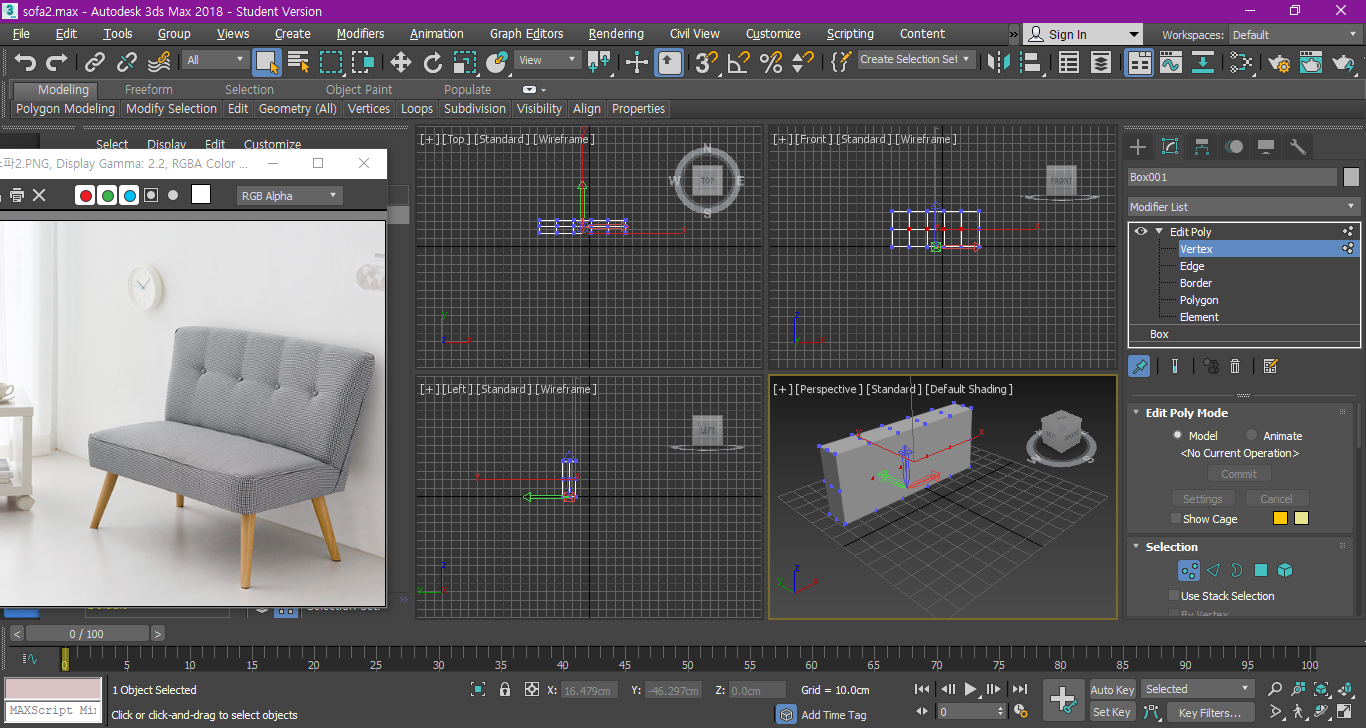 sofa2.max - Autodesk 3ds Max 2018 - Student Version
File Edit Tools Group Views Create Modifiers Animation Graph Editors Rendering Civil View Customize Scripting Content » Sign In Workspaces: Default
All View Create Selection Set
Modeling Freeform Selection Object Paint Populate
Polygon Modeling Modify Selection Edit Geometry (All) Vertices Loops Subdivision Visibility Align Properties
Select Display Edit Customize
파2.PNG, Display Gamma: 2.2, RGBA Color ...
RGB Alpha
[+] [Top] [Standard] [Wireframe]
N
W TOP E
S
[+] [Front] [Standard] [Wireframe]
FRONT
[+] [Left] [Standard] [Wireframe]
LEFT
[+] [Perspective] [Standard] [Default Shading]
Box001
Modifier List
Edit Poly
Vertex
Edge
Border
Polygon
Element
Box
Edit Poly Mode
Model Animate
<No Current Operation>
Commit
Settings Cancel
Show Cage
Selection
Use Stack Selection
By Vertex
Default
Selection Set:
< 0 / 100 >
0 5 10 15 20 25 30 35 40 45 50 55 60 65 70 75 80 85 90 95 100
1 Object Selected
X: 16.479cm Y: -46.297cm Z: 0.0cm Grid = 10.0cm
Auto Key Selected
MAXScript Mi
Click or click-and-drag to select objects
Add Time Tag
0
Set Key Key Filters...